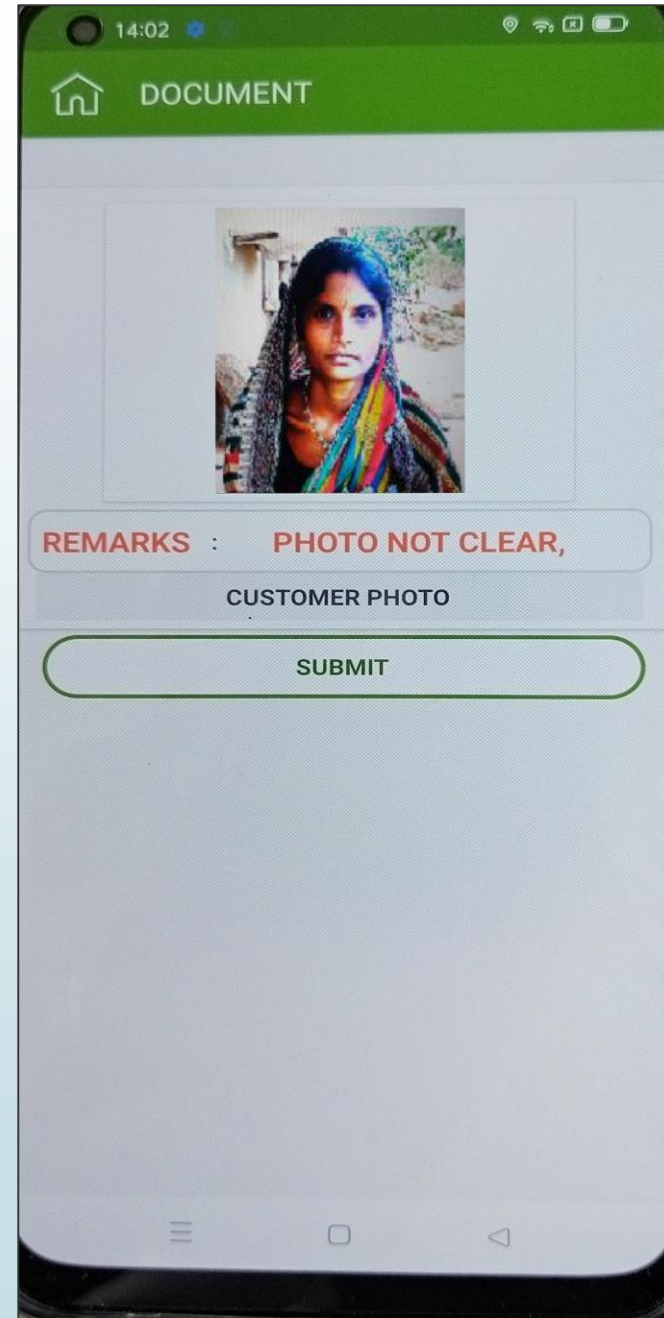 14:02
DOCUMENT
REMARKS : PHOTO NOT CLEAR,
CUSTOMER PHOTO
SUBMIT